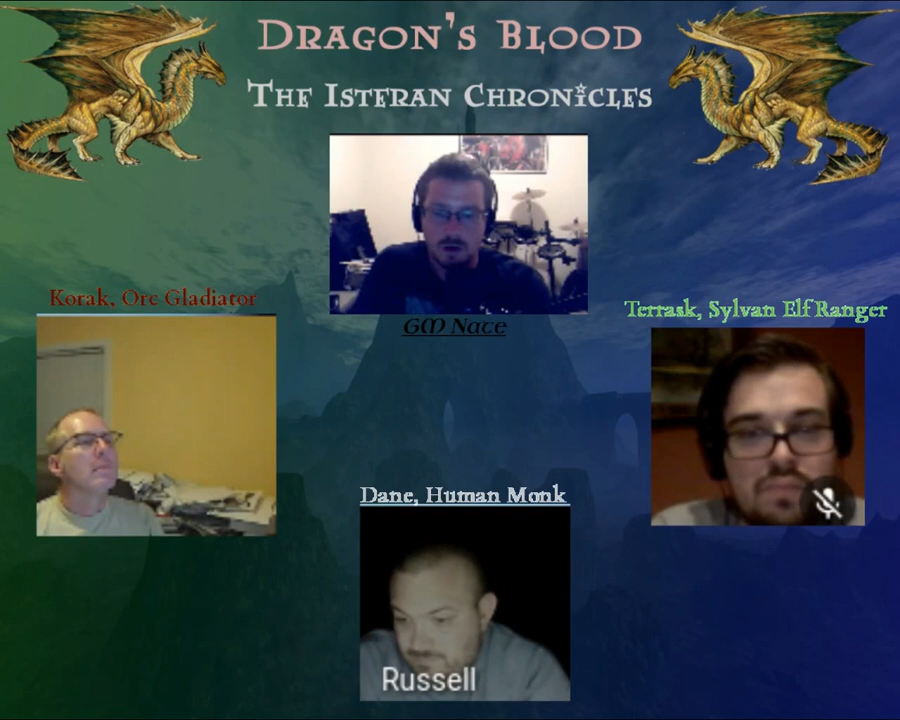 Dragon's Blood
The Isteran Chronicles
GM Nate
Korak, Orc Gladiator
Terrask, Sylvan Elf Ranger
Dane, Human Monk
Russell